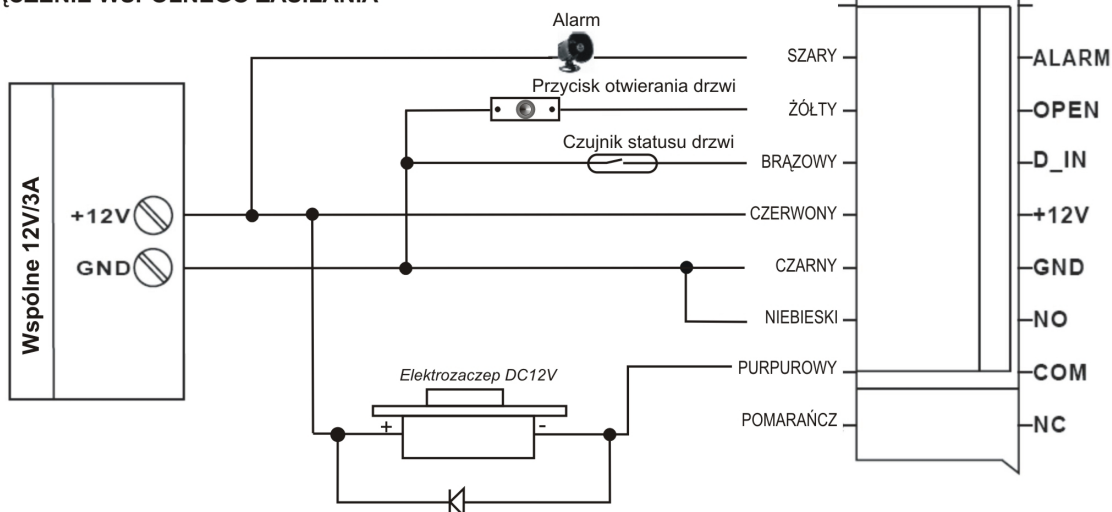 Alarm
SZARY
ALARM
Przycisk otwierania drzwi
ŻÓŁTY
OPEN
Czujnik statusu drzwi
BRĄZOWY
D_IN
Wspólne 12V/3A
+12V
CZERWONY
+12V
GND
CZARNY
GND
NIEBIESKI
NO
Elektrozaczep DC12V
PURPUROWY
COM
+
-
POMARAŃCZ
NC